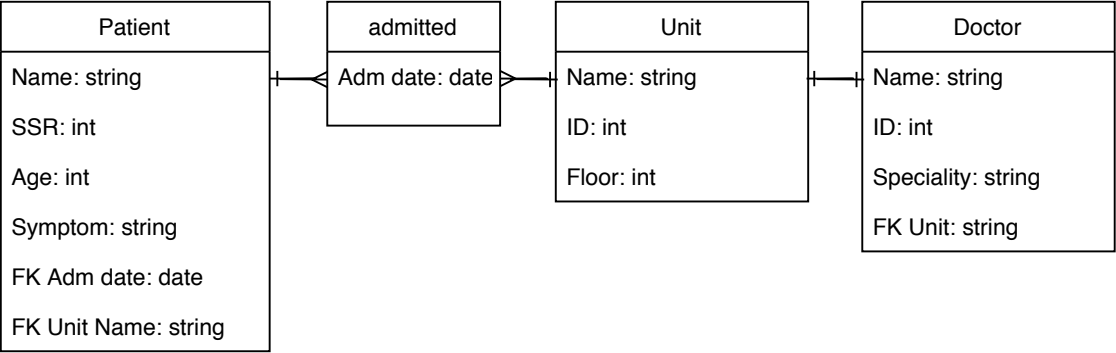 Patient
Name: string
SSR: int
Age: int
Symptom: string
FK Adm date: date
FK Unit Name: string
admitted
Adm date: date
Unit
Name: string
ID: int
Floor: int
Doctor
Name: string
ID: int
Speciality: string
FK Unit: string